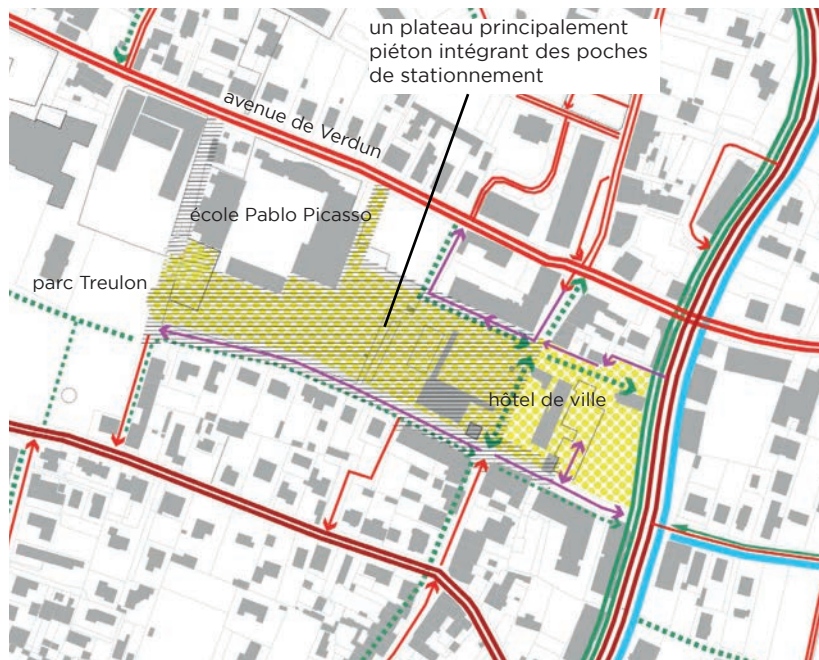 un plateau principalement
piéton intégrant des poches
de stationnement
avenue de Verdun
école Pablo Picasso
parc Treulon
hôtel de ville